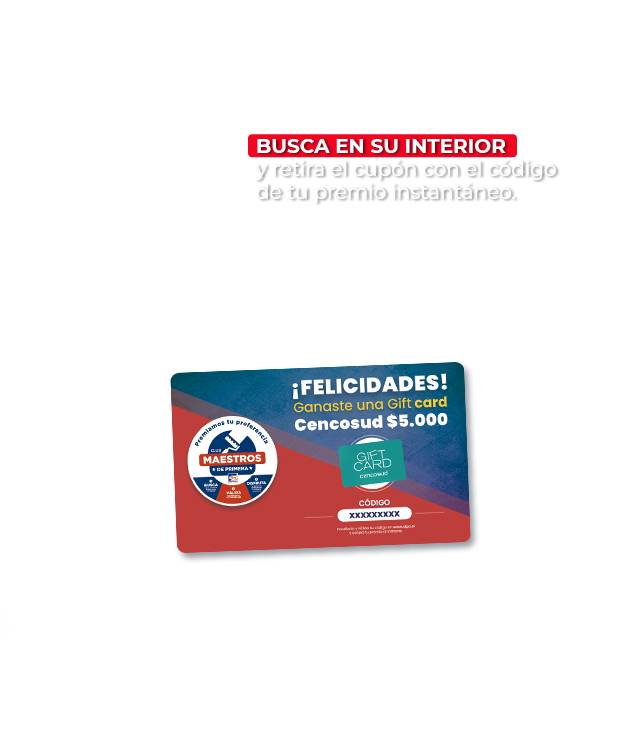 BUSCA EN SU INTERIOR
y retira el cupón con el código
de tu premio instantáneo.
¡FELICIDADES!
Ganaste una Gift card
Cencosud $5.000
Premiamos tu preferencia
CLUB
MAESTROS
★ DE PRIMERA ★
BUSCA
VALIDA
DISFRUTA
GIFT
CARD
cencosud
CÓDIGO
XXXXXXXXX